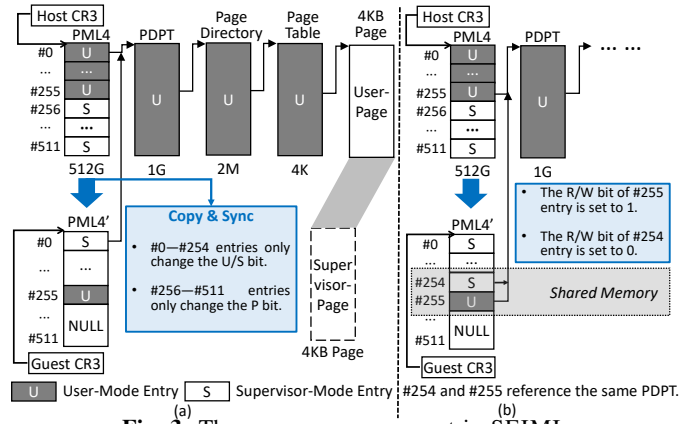 Host CR3
PML4
#0 U
... ...
#255 U
#256 S
... ...
#511 S
512G
PDPT
U
1G
Page
Directory
U
2M
Page
Table
U
4K
4KB
Page
User-
Page
Copy & Sync
• #0—#254 entries only
change the U/S bit.
• #256—#511 entries
only change the P bit.
PML4'
#0 S
... ...
#255 U
... NULL
#511
Guest CR3
Super
visor-
Page
4KB Page
U User-Mode Entry S Supervisor-Mode Entry
(a)
Host CR3
PML4
#0 U
... ...
#255 U
#256 S
... ...
#511 S
512G
PDPT
U
1G
... ...
• The R/W bit of #255
entry is set to 1.
• The R/W bit of #254
entry is set to 0.
PML4'
#0 S
... ...
#254 S
#255 U
... NULL
#511
Shared Memory
Guest CR3
#254 and #255 reference the same PDPT.
(b)